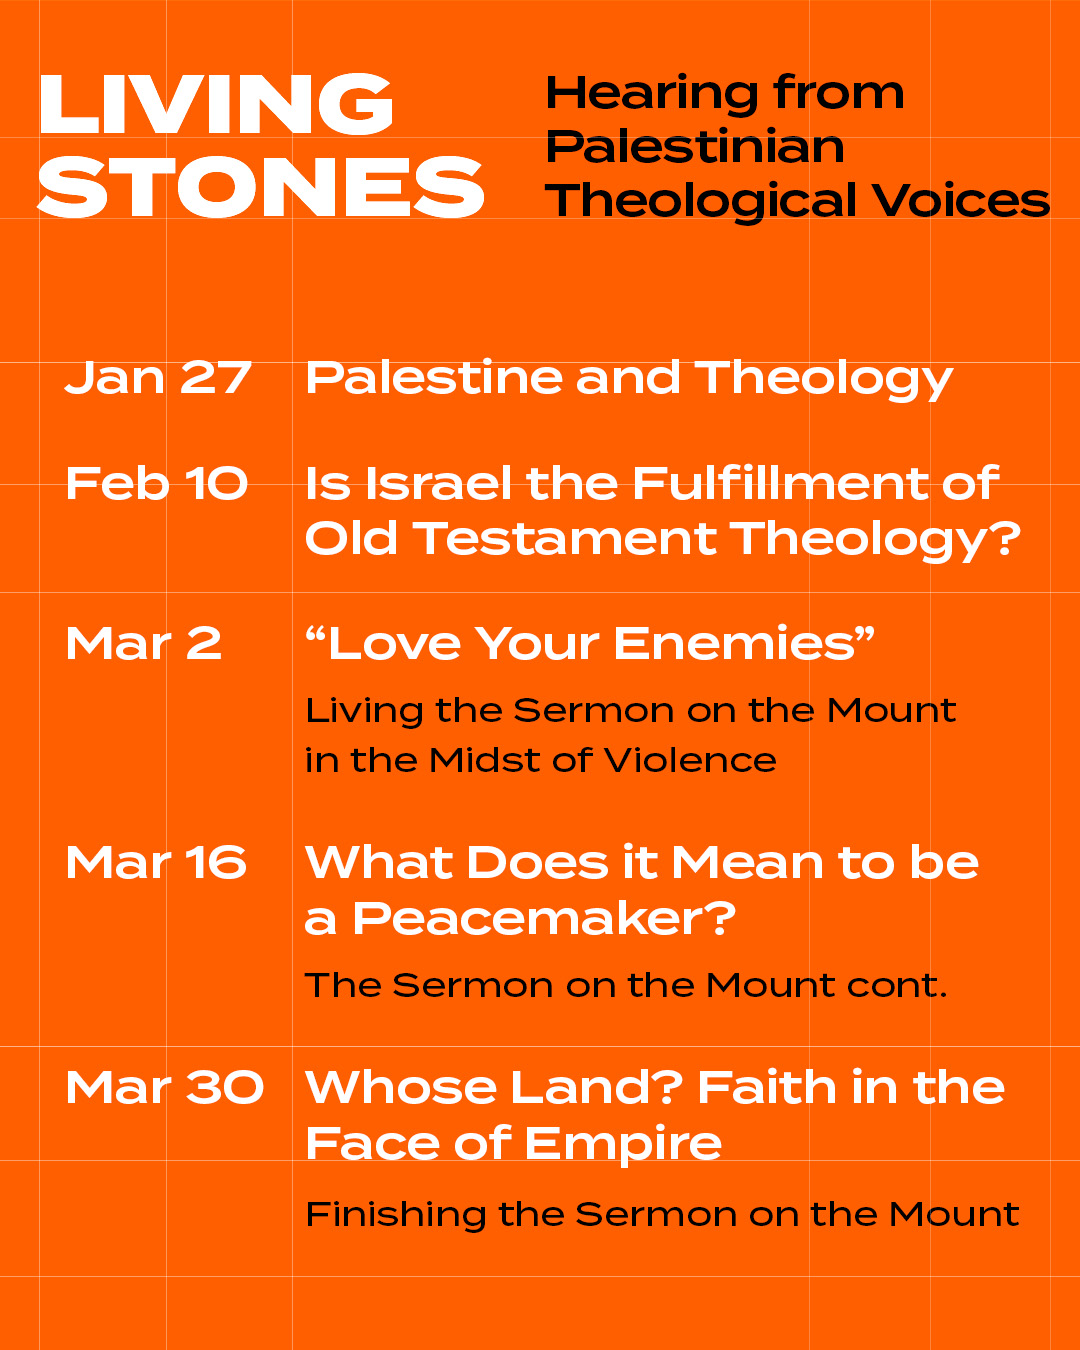 LIVING
STONES
Hearing from
Palestinian
Theological Voices
Jan 27 Palestine and Theology
Feb 10 Is Israel the Fulfillment of
Old Testament Theology?
Mar 2 “Love Your Enemies”
Living the Sermon on the Mount
in the Midst of Violence
Mar 16 What Does it Mean to be
a Peacemaker?
The Sermon on the Mount cont.
Mar 30 Whose Land? Faith in the
Face of Empire
Finishing the Sermon on the Mount